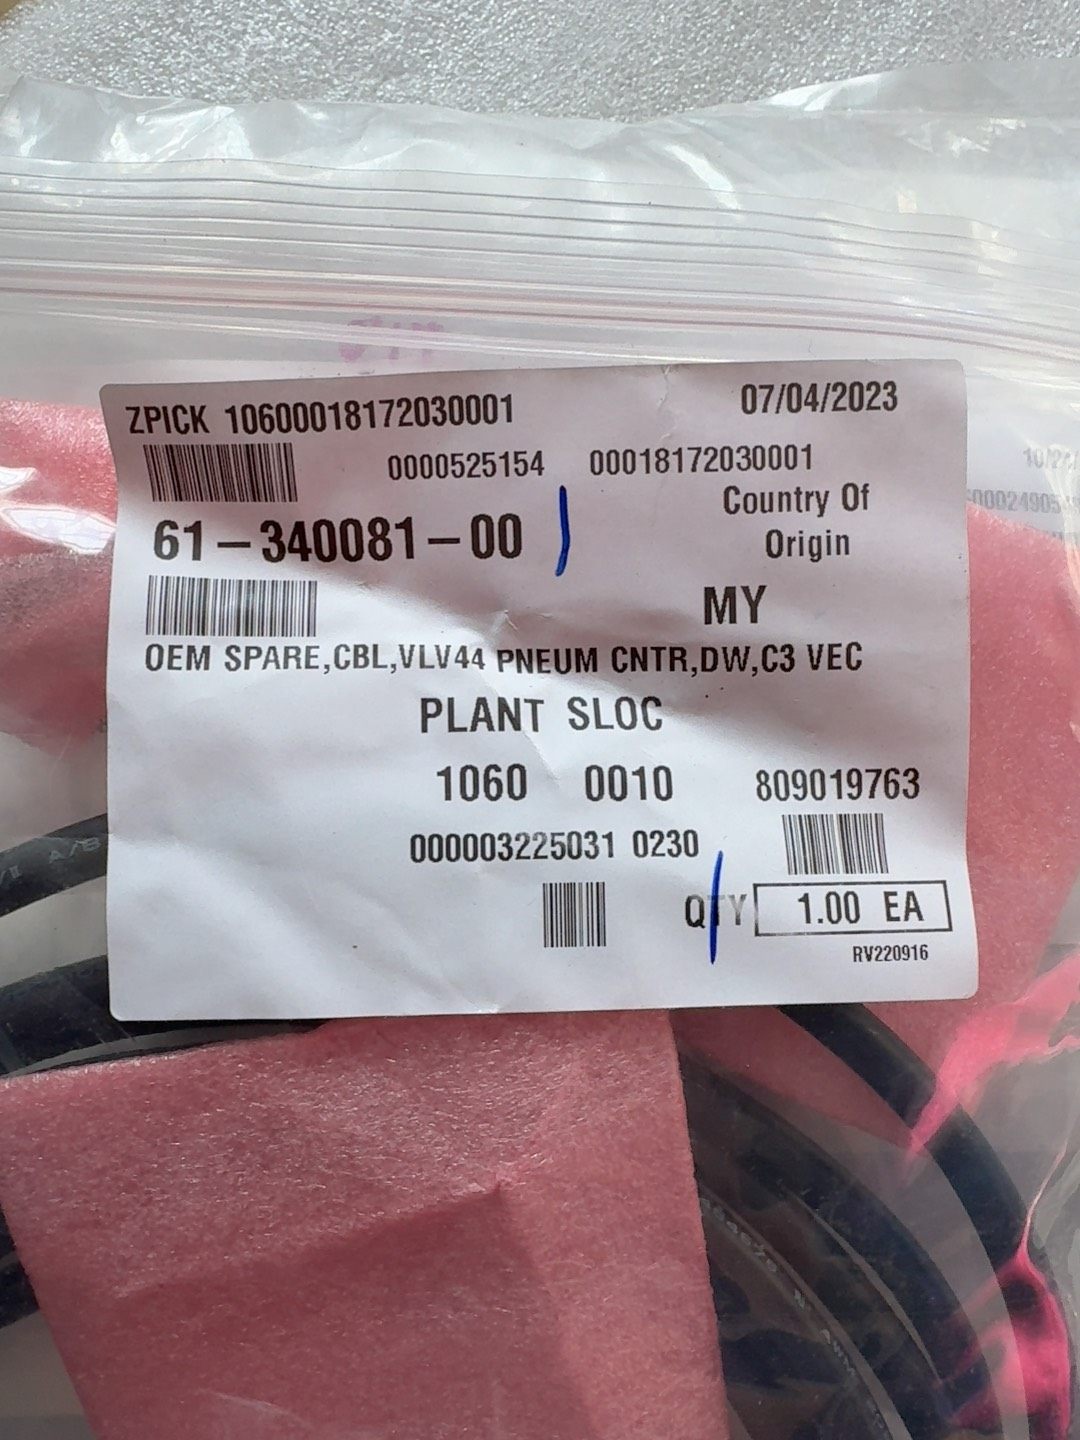 ZPICK 10600018172030001 07/04/2023
0000525154 00018172030001
61-340081-00
Country Of
Origin
MY
OEM SPARE,CBL,VLV44 PNEUM CNTR,DW,C3 VEC
PLANT SLOC
1060 0010 809019763
000003225031 0230
QTY 1.00 EA
RV220916